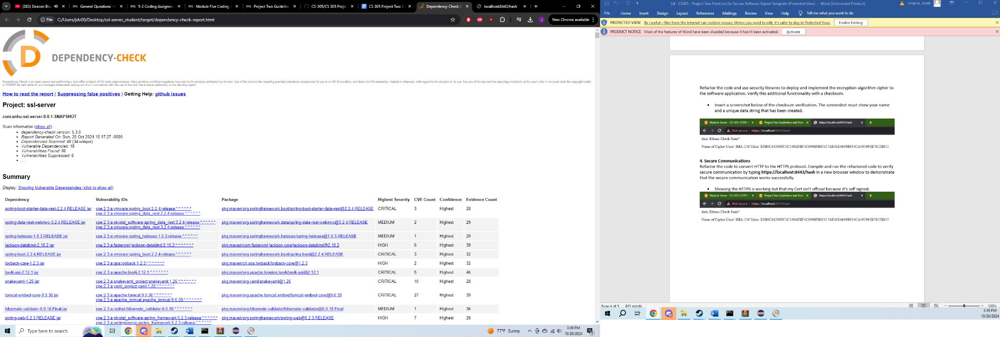 (282) Deacon Blu
General Questions -
5-2 Coding Assignme
Module Five Coding
Project Two Guideline
CS-305/CS 305 Projec
CS 305 Project Two C
Dependency-Check R
localhost:8443/hash
File C:/Users/jdv00/Desktop/ssl-server_student/target/dependency-check-report.html
New Chrome available
DEPENDENCY-CHECK
Dependency-Check is an open source tool performing a best effort analysis of 3rd party dependencies; false positives and false negatives may exist in the analysis performed by the tool. Use of the tool and the reporting provided constitutes acceptance for use in an AS IS condition, and there are NO warranties, implied or otherwise, with regard to the analysis or its use. Any use of the tool and the reporting provided is at the user's risk. In no event shall the copyright holder
or OWASP be held liable for any damages whatsoever arising out of or in connection with the use of this tool, the analysis performed, or the resulting report.
How to read the report | Suppressing false positives | Getting Help: github issues
Project: ssl-server
com.snhu:ssl-server:0.0.1-SNAPSHOT
Scan Information (show all):
• dependency-check version: 5.3.0
• Report Generated On: Sun, 20 Oct 2024 15:17:27 -0500
• Dependencies Scanned: 49 (34 unique)
• Vulnerable Dependencies: 18
• Vulnerabilities Found: 80
• Vulnerabilities Suppressed: 0
• ...
Summary
Display: Showing Vulnerable Dependencies (click to show all)
Dependency Vulnerability IDs Package Highest Severity CVE Count Confidence Evidence Count
spring-boot-starter-data-rest-2.2.4.RELEASE.jar cpe:2.3:a:vmware:spring_boot:2.2.4:release:*:*:*:*:*:* pkg:maven/org.springframework.boot/spring-boot-starter-data-rest@2.2.4.RELEASE CRITICAL 3 Highest 28
cpe:2.3:a:vmware:spring_data_rest:2.2.4:release:*:*:*:*:*:*
spring-data-rest-webmvc-3.2.4.RELEASE.jar cpe:2.3:a:pivotal_software:spring_data_rest:3.2.4:release:*:*:*:*:*:* pkg:maven/org.springframework.data/spring-data-rest-webmvc@3.2.4.RELEASE MEDIUM 2 Highest 29
cpe:2.3:a:vmware:spring_data_rest:3.2.4:release:*:*:*:*:*:*
spring-hateoas-1.0.3.RELEASE.jar cpe:2.3:a:vmware:spring_hateoas:1.0.3:release:*:*:*:*:*:* pkg:maven/org.springframework.hateoas/spring-hateoas@1.0.3.RELEASE MEDIUM 1 Highest 29
jackson-databind-2.10.2.jar cpe:2.3:a:fasterxml:jackson-databind:2.10.2:*:*:*:*:*:*:* pkg:maven/com.fasterxml.jackson.core/jackson-databind@2.10.2 HIGH 6 Highest 39
spring-boot-2.2.4.RELEASE.jar cpe:2.3:a:vmware:spring_boot:2.2.4:release:*:*:*:*:*:* pkg:maven/org.springframework.boot/spring-boot@2.2.4.RELEASE CRITICAL 3 Highest 32
logback-core-1.2.3.jar cpe:2.3:a:qos:logback:1.2.3:*:*:*:*:*:*:* pkg:maven/ch.qos.logback/logback-core@1.2.3 HIGH 2 Highest 32
log4j-api-2.12.1.jar cpe:2.3:a:apache:log4j:2.12.1:*:*:*:*:*:*:* pkg:maven/org.apache.logging.log4j/log4j-api@2.12.1 CRITICAL 5 Highest 46
snakeyaml-1.25.jar cpe:2.3:a:snakeyaml_project:snakeyaml:1.25:*:*:*:*:*:*:* pkg:maven/org.yaml/snakeyaml@1.25 CRITICAL 10 Highest 28
cpe:2.3:a:yaml_project:yaml:1.25:*:*:*:*:*:*:*
tomcat-embed-core-9.0.30.jar cpe:2.3:a:apache:tomcat:9.0.30:*:*:*:*:*:*:* pkg:maven/org.apache.tomcat.embed/tomcat-embed-core@9.0.30 CRITICAL 27 Highest 39
cpe:2.3:a:apache_tomcat:apache_tomcat:9.0.30:*:*:*:*:*:*:*
hibernate-validator-6.0.18.Final.jar cpe:2.3:a:redhat:hibernate_validator:6.0.18:*:*:*:*:*:*:* pkg:maven/org.hibernate.validator/hibernate-validator@6.0.18.Final MEDIUM 1 Highest 36
spring-web-5.2.3.RELEASE.jar cpe:2.3:a:pivotal_software:spring_framework:5.2.3:release:*:*:*:*:*:* pkg:maven/org.springframework/spring-web@5.2.3.RELEASE HIGH 7 Highest 28
cpe:2.3:a:springsource:spring_framework:5.2.3:release:*:*:*:*:*:*
Type here to search
77°F Sunny
3:39 PM
10/20/2024
Ed - CS305 - Project Two Practices for Secure Software Report Template (Protected View) - Word (Unlicensed Product)
Virgilio, Jacob
File Home Insert Design Layout References Mailings Review View Help Tell me what you want to do
PROTECTED VIEW Be careful—files from the Internet can contain viruses. Unless you need to edit, it's safer to stay in Protected View. Enable Editing
PRODUCT NOTICE Most of the features of Word have been disabled because it hasn't been activated. Activate
Refactor the code and use security libraries to deploy and implement the encryption algorithm cipher to
the software application. Verify this additional functionality with a checksum.
• Insert a screenshot below of the checksum verification. The screenshot must show your name
and a unique data string that has been created.
Module Seven - CS-305-H7291 Project Two Guidelines and Rubri https://localhost:8443/hash
Not secure | https://localhost:8443/hash
data: Ethans Check Sum!!
Name of Cipher Used: SHA-256 Value: E3B0C44298FC1C149AFBF4C8996FB92427AE41E4649B934CA495991B7852B855
4. Secure Communications
Refactor the code to convert HTTP to the HTTPS protocol. Compile and run the refactored code to verify
secure communication by typing https://localhost:8443/hash in a new browser window to demonstrate
that the secure communication works successfully.
• Showing the HTTPS is working but that my Cert isn't official because it's self signed.
Module Seven - CS-305-H7291 Project Two Guidelines and Rubri https://localhost:8443/hash
Not secure | https://localhost:8443/hash
data: Ethans Check Sum!!
Name of Cipher Used: SHA-256 Value: E3B0C44298FC1C149AFBF4C8996FB92427AE41E4649B934CA495991B7852B855
Page 4 of 9 841 words
100%
3:39 PM
10/20/2024